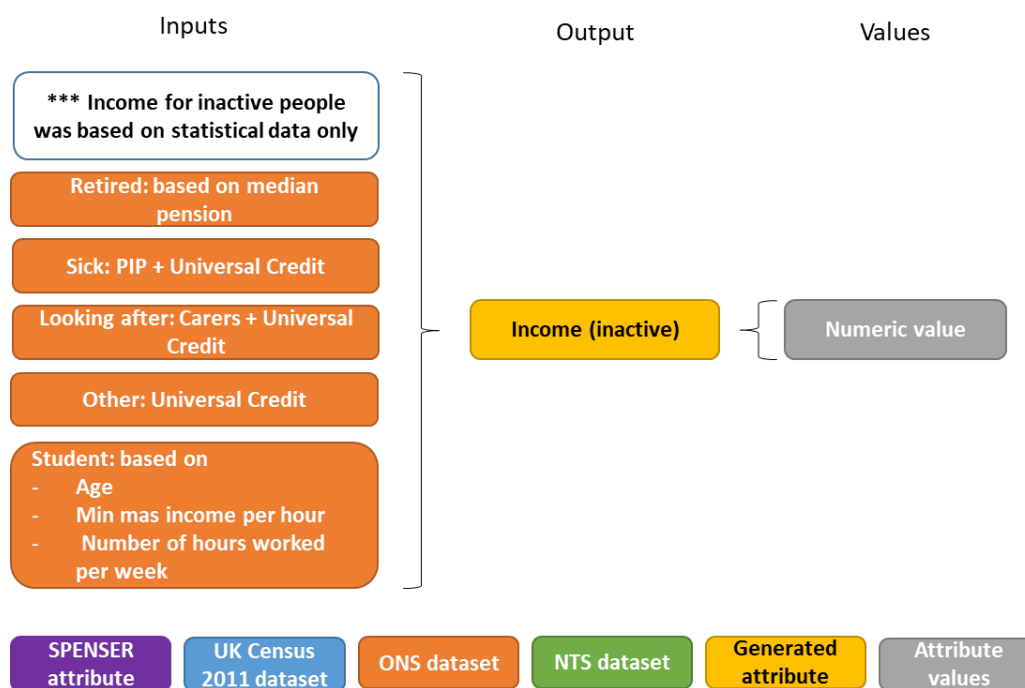 Inputs
Output
Values
*** Income for inactive people
was based on statistical data only
Retired: based on median
pension
Sick: PIP + Universal Credit
Looking after: Carers + Universal
Credit
Other: Universal Credit
Student: based on
- Age
- Min mas income per hour
- Number of hours worked
per week
Income (inactive)
Numeric value
SPENSER
attribute
UK Census
2011 dataset
ONS dataset
NTS dataset
Generated
attribute
Attribute
values